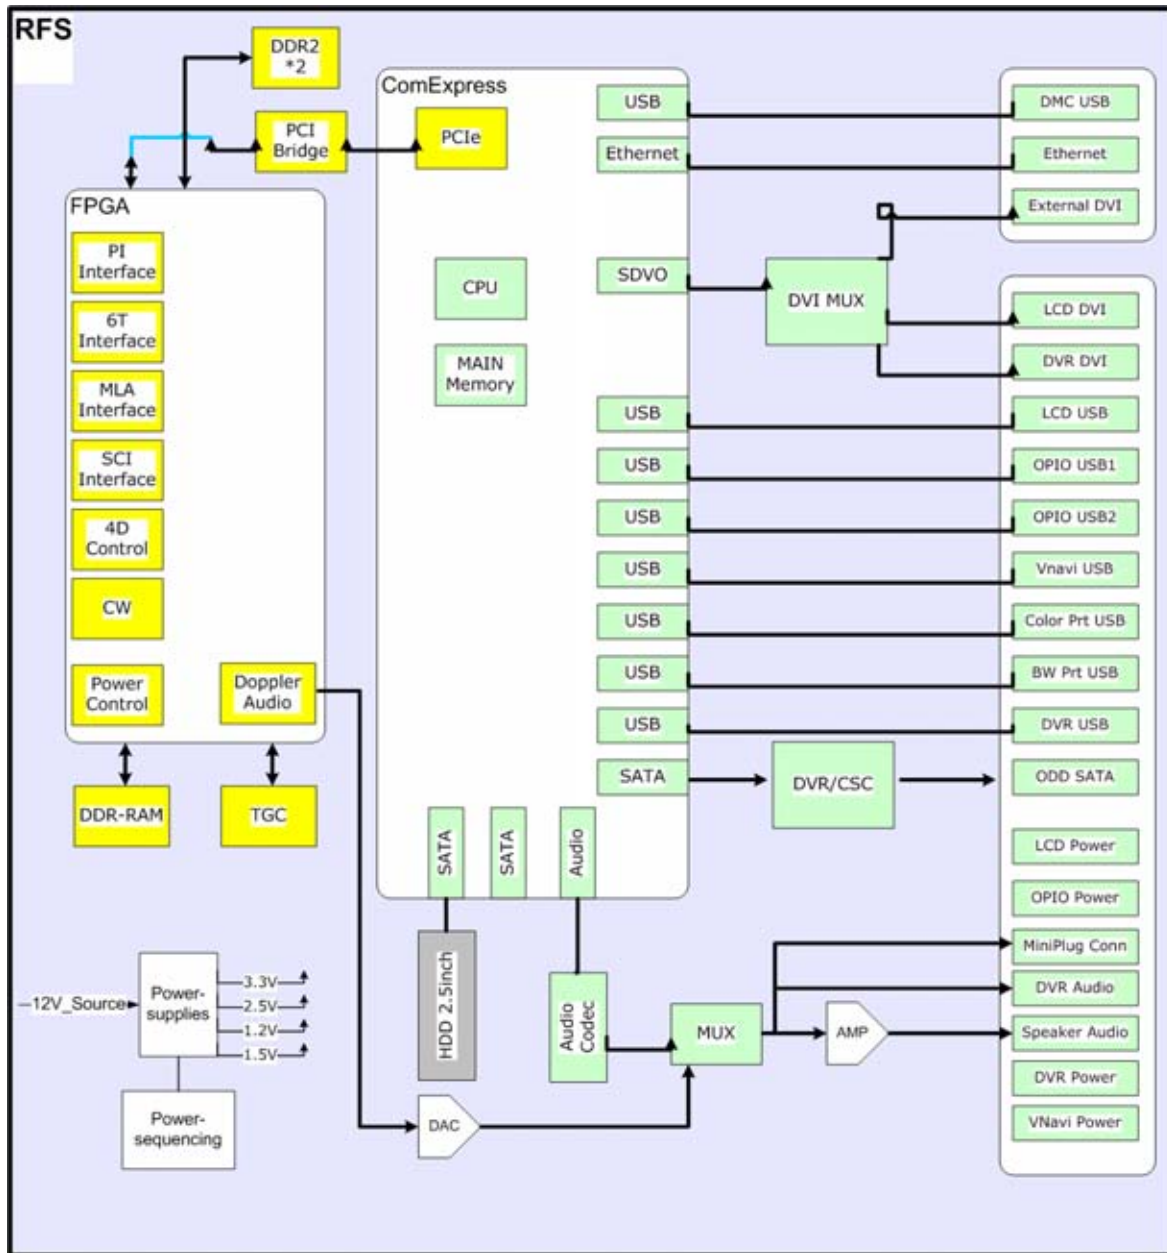 RFS
DDR2
*2
ComExpress
PCI
Bridge
PCIe
USB
Ethernet
SDVO
CPU
MAIN
Memory
USB
USB
USB
USB
USB
USB
USB
SATA
SATA
SATA
Audio
FPGA
PI
Interface
6T
Interface
MLA
Interface
SCI
Interface
4D
Control
CW
Power
Control
Doppler
Audio
DDR-RAM
TGC
DVI MUX
DVR/CSC
DMC USB
Ethernet
External DVI
LCD DVI
DVR DVI
LCD USB
OPIO USB1
OPIO USB2
Vnavi USB
Color Prt USB
BW Prt USB
DVR USB
ODD SATA
LCD Power
OPIO Power
MiniPlug Conn
DVR Audio
Speaker Audio
DVR Power
VNavi Power
HDD 2.5inch
Audio
Codec
MUX
AMP
DAC
12V_Source
Power-
supplies
3.3V
2.5V
1.2V
1.5V
Power-
sequencing